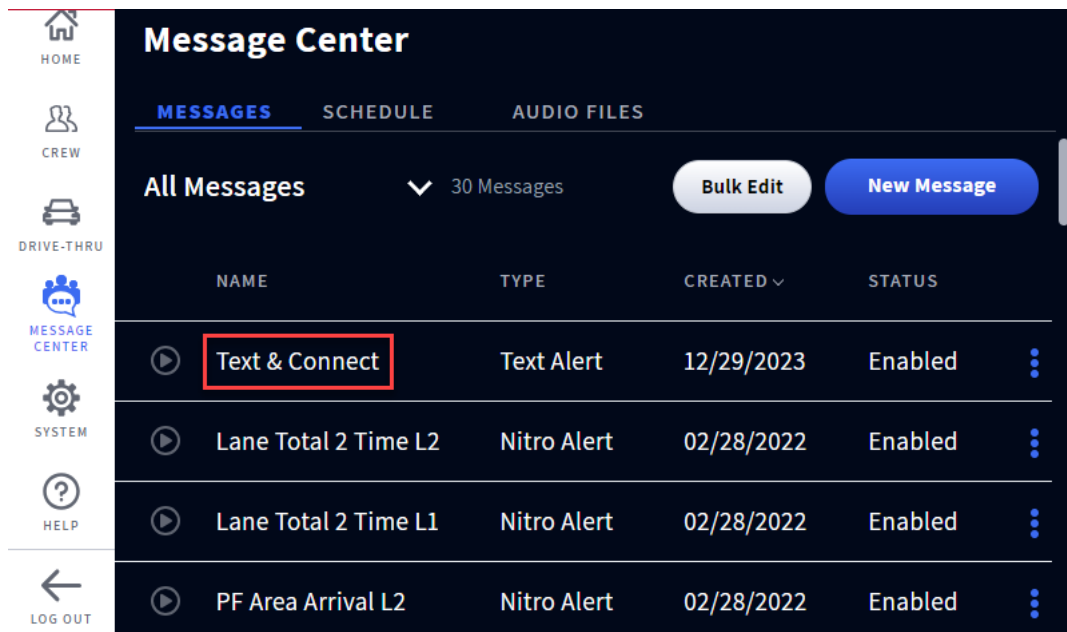 HOME
CREW
DRIVE-THRU
MESSAGE
CENTER
SYSTEM
HELP
LOG OUT
Message Center
MESSAGES SCHEDULE AUDIO FILES
All Messages 30 Messages Bulk Edit New Message
NAME TYPE CREATED STATUS
Text & Connect Text Alert 12/29/2023 Enabled
Lane Total 2 Time L2 Nitro Alert 02/28/2022 Enabled
Lane Total 2 Time L1 Nitro Alert 02/28/2022 Enabled
PF Area Arrival L2 Nitro Alert 02/28/2022 Enabled